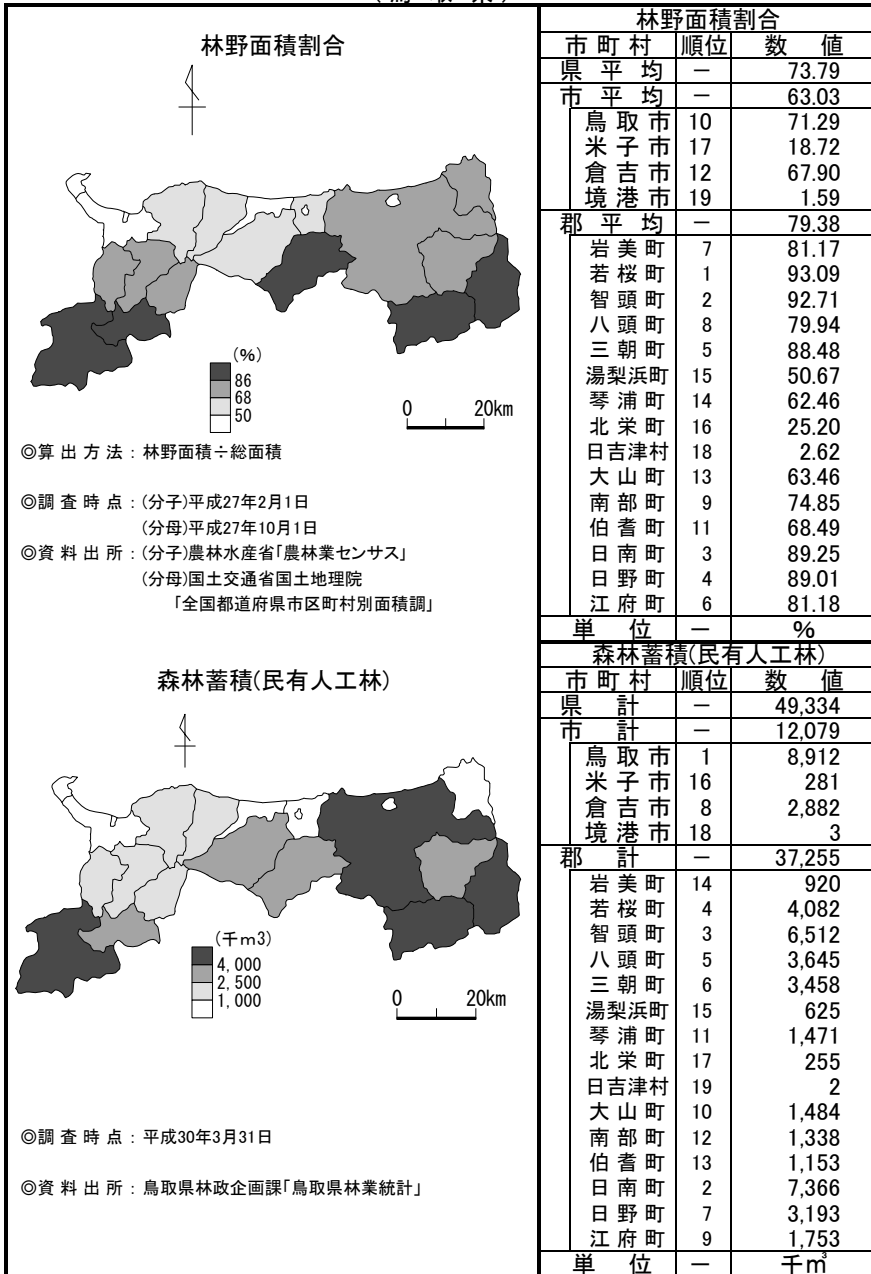 林野面積割合
(%)
86
68
50
0 20km
◎算出方法：林野面積÷総面積
◎調査時点：(分子)平成27年2月1日
(分母)平成27年10月1日
◎資料出所：(分子)農林水産省「農林業センサス」
(分母)国土交通省国土地理院
「全国都道府県市区町村別面積調」
林野面積割合
市町村 順位 数値
県平均 － 73.79
市平均 － 63.03
鳥取市 10 71.29
米子市 17 18.72
倉吉市 12 67.90
境港市 19 1.59
郡平均 － 79.38
岩美町 7 81.17
若桜町 1 93.09
智頭町 2 92.71
八頭町 8 79.94
三朝町 5 88.48
湯梨浜町 15 50.67
琴浦町 14 62.46
北栄町 16 25.20
日吉津村 18 2.62
大山町 13 63.46
南部町 9 74.85
伯耆町 11 68.49
日南町 3 89.25
日野町 4 89.01
江府町 6 81.18
単位 － %
森林蓄積(民有人工林)
(千m3)
4,000
2,500
1,000
0 20km
◎調査時点：平成30年3月31日
◎資料出所：鳥取県林政企画課「鳥取県林業統計」
森林蓄積(民有人工林)
市町村 順位 数値
県計 － 49,334
市計 － 12,079
鳥取市 1 8,912
米子市 16 281
倉吉市 8 2,882
境港市 18 3
郡計 － 37,255
岩美町 14 920
若桜町 4 4,082
智頭町 3 6,512
八頭町 5 3,645
三朝町 6 3,458
湯梨浜町 15 625
琴浦町 11 1,471
北栄町 17 255
日吉津村 19 2
大山町 10 1,484
南部町 12 1,338
伯耆町 13 1,153
日南町 2 7,366
日野町 7 3,193
江府町 9 1,753
単位 － 千㎥